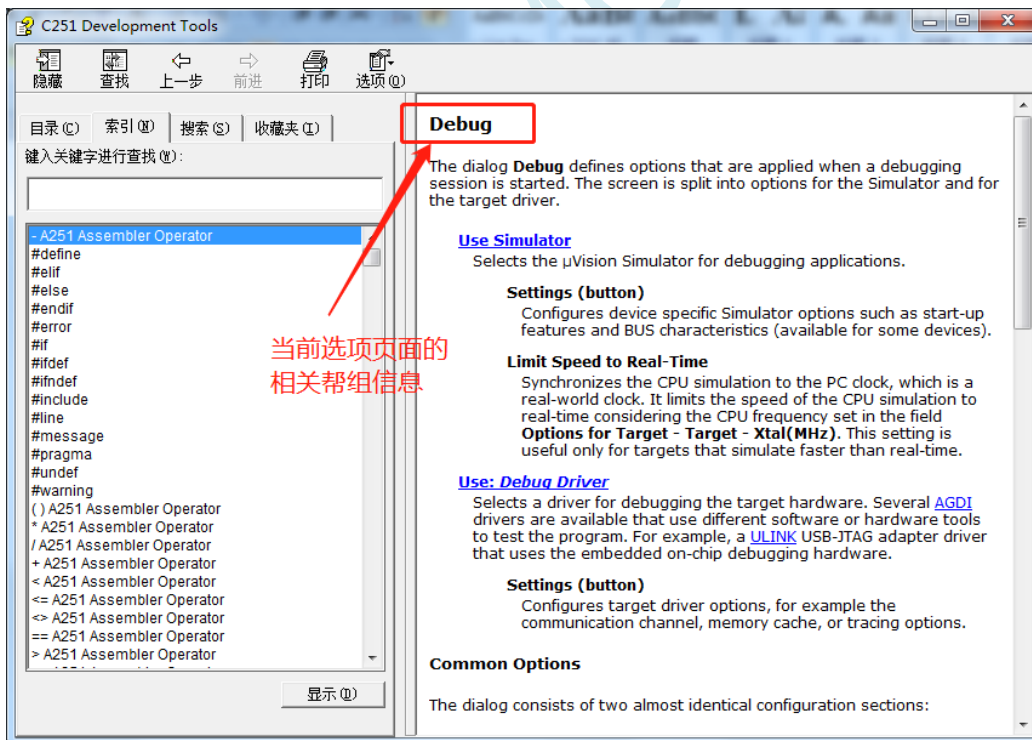 C251 Development Tools
隐藏 查找 上一步 前进 打印 选项(O)
目录(C) 索引(N) 搜索(S) 收藏夹(I)
键入关键字进行查找(W):
- A251 Assembler Operator
#define
#elif
#else
#endif
#error
#if
#ifdef
#ifndef
#include
#line
#message
#pragma
#undef
#warning
( ) A251 Assembler Operator
* A251 Assembler Operator
/ A251 Assembler Operator
+ A251 Assembler Operator
< A251 Assembler Operator
<= A251 Assembler Operator
<> A251 Assembler Operator
== A251 Assembler Operator
> A251 Assembler Operator
显示(D)
当前选项页面的
相关帮组信息
Debug
The dialog Debug defines options that are applied when a debugging
session is started. The screen is split into options for the Simulator and for
the target driver.
Use Simulator
Selects the µVision Simulator for debugging applications.
Settings (button)
Configures device specific Simulator options such as start-up
features and BUS characteristics (available for some devices).
Limit Speed to Real-Time
Synchronizes the CPU simulation to the PC clock, which is a
real-world clock. It limits the speed of the CPU simulation to
real-time considering the CPU frequency set in the field
Options for Target - Target - Xtal(MHz). This setting is
useful only for targets that simulate faster than real-time.
Use: Debug Driver
Selects a driver for debugging the target hardware. Several AGDI
drivers are available that use different software or hardware tools
to test the program. For example, a ULINK USB-JTAG adapter driver
that uses the embedded on-chip debugging hardware.
Settings (button)
Configures target driver options, for example the
communication channel, memory cache, or tracing options.
Common Options
The dialog consists of two almost identical configuration sections: